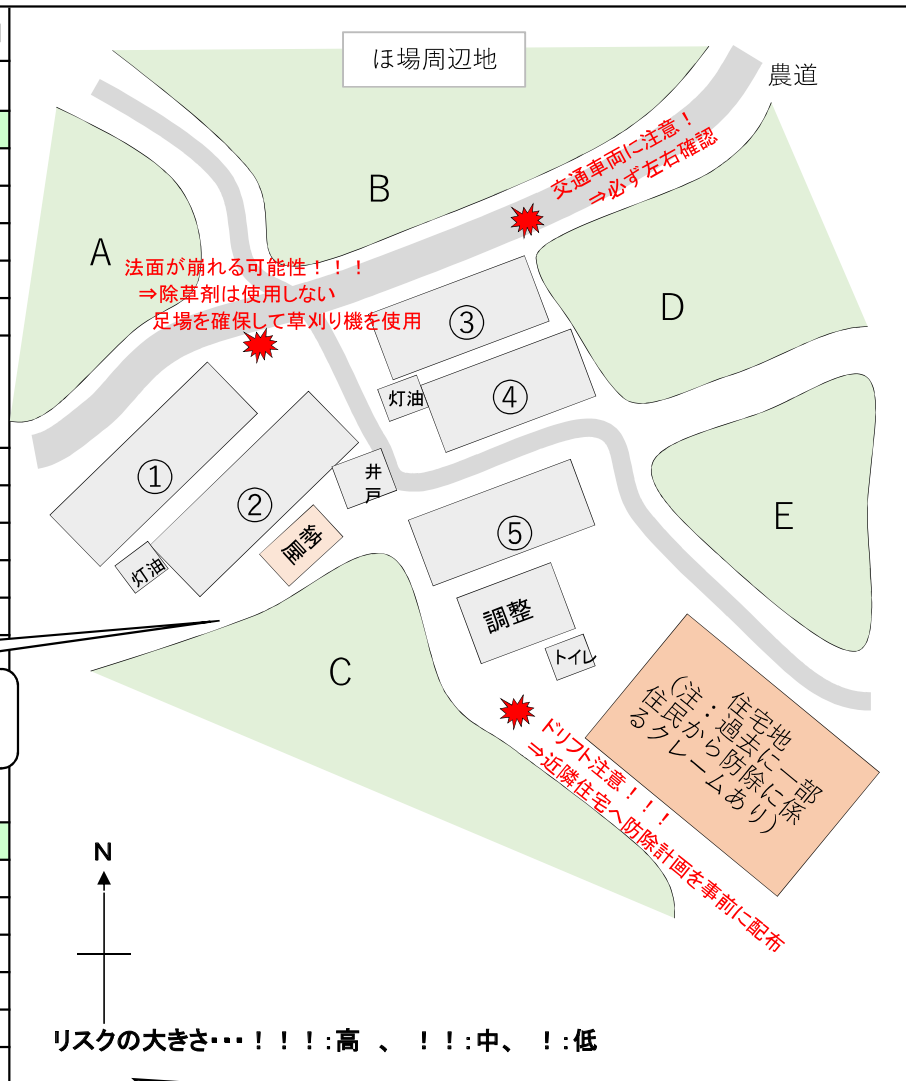 ほ場周辺地
農道
交通車両に注意！
⇒必ず左右確認
B
A
法面が崩れる可能性！！！
⇒除草剤は使用しない
足場を確保して草刈り機を使用
D
③
④
灯油
①
②
井戸
納屋
灯油
⑤
E
調整
トイレ
C
住宅地
（注：過去に一部
住民から防除に係
るクレームあり）
ドリフト注意！！！
⇒近隣住宅へ防除計画を事前に配布
N
リスクの大きさ･･･！！！：高　、　！！：中、　！：低